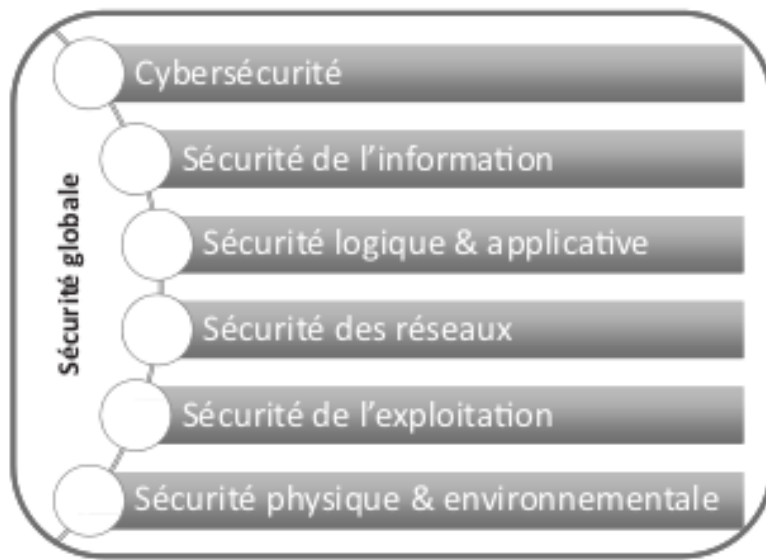 Sécurité globale
Cybersécurité
Sécurité de l'information
Sécurité logique & applicative
Sécurité des réseaux
Sécurité de l'exploitation
Sécurité physique & environnementale